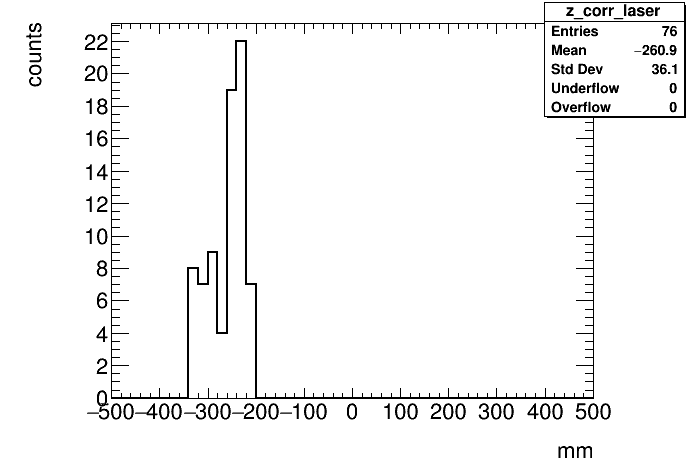 z_corr_laser
Entries 76
Mean −260.9
Std Dev 36.1
Underflow 0
Overflow 0
counts
22
20
18
16
14
12
10
8
6
4
2
0
−500 −400 −300 −200 −100 0 100 200 300 400 500
mm